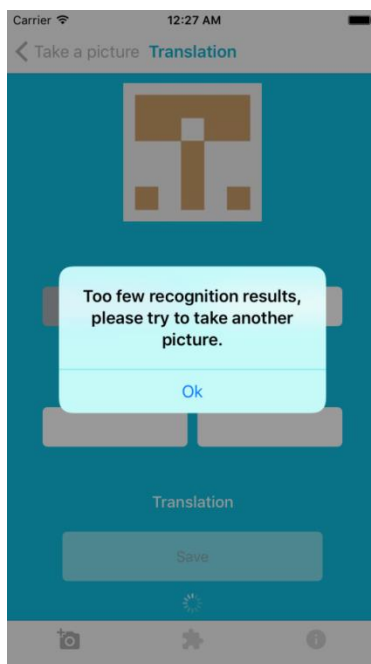 Carrier 12:27 AM
Take a picture Translation
Too few recognition results,
please try to take another
picture.
Ok
Translation
Save